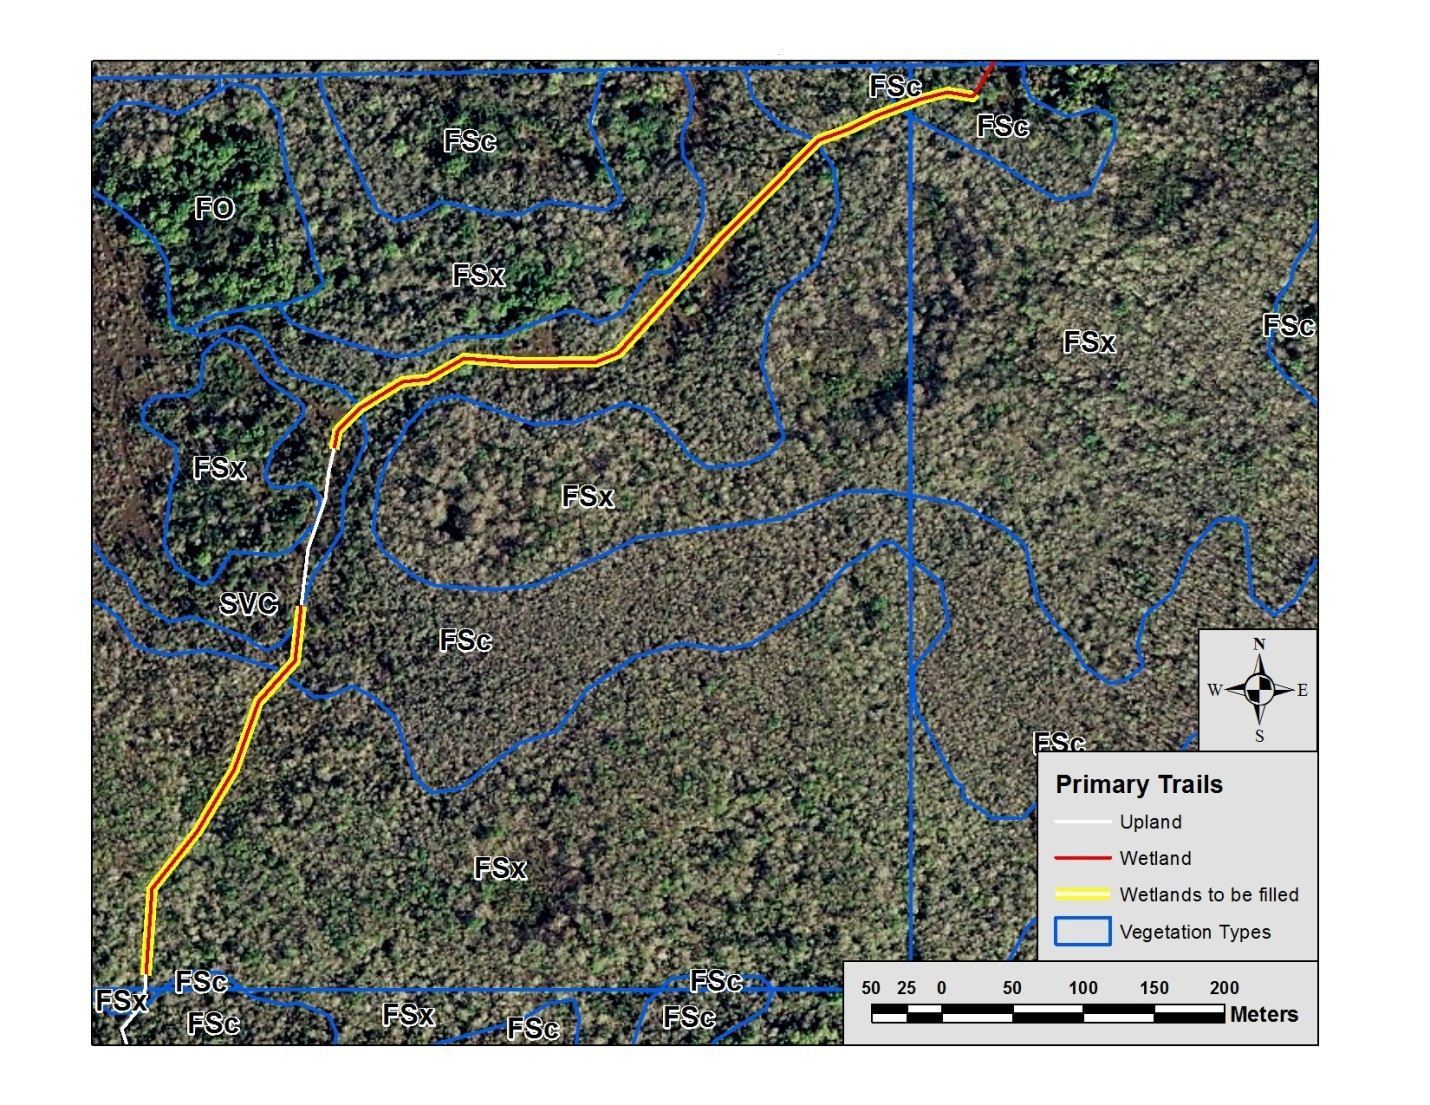 FSc
FSc
FSc
FO
FSx
FSx
FSc
FSx
FSx
SVC
FSc
N
W E
S
FSc
Primary Trails
Upland
Wetland
Wetlands to be filled
Vegetation Types
FSx
FSc
FSc
FSx
FSx
FSc
FSc
FSc
50 25 0 50 100 150 200
Meters